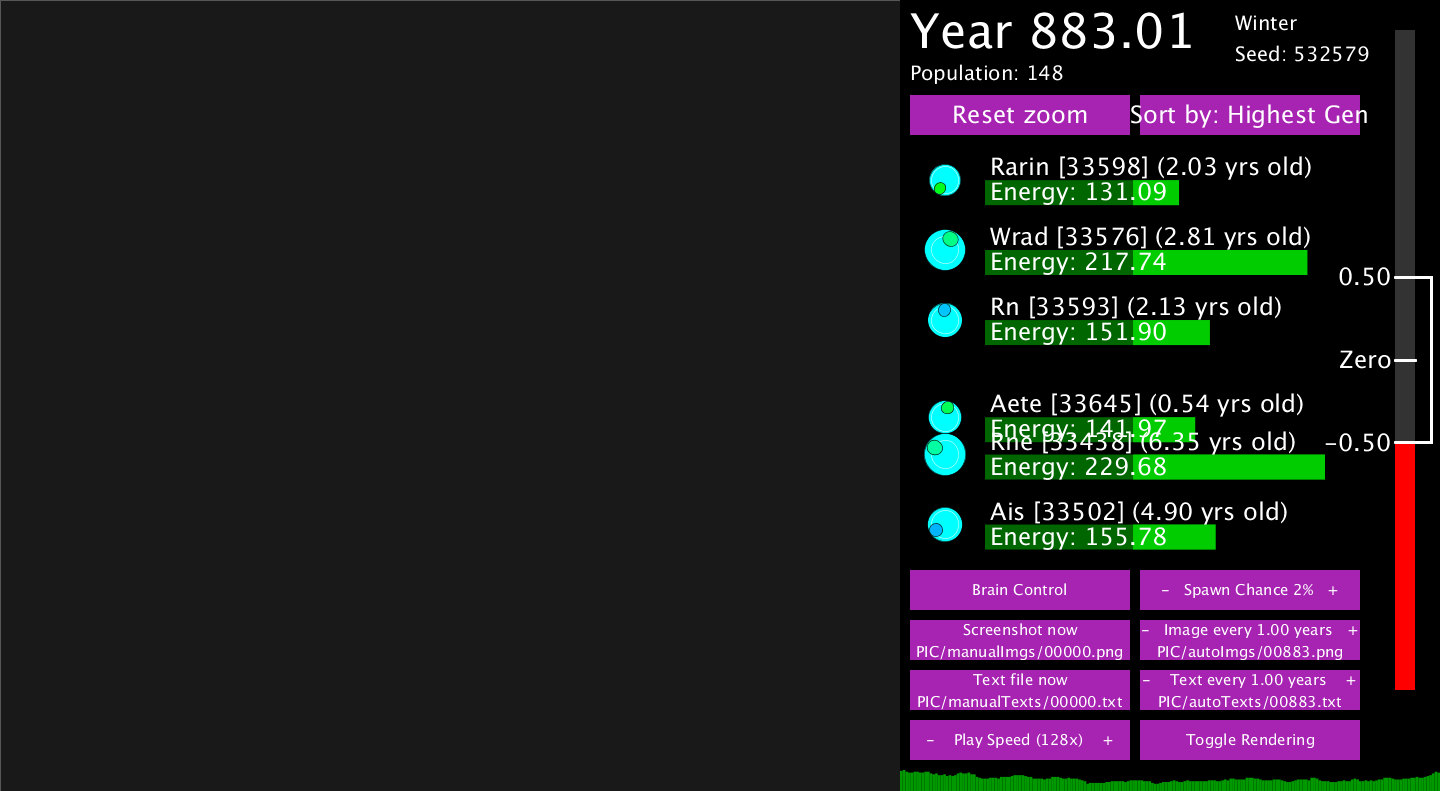 Year 883.01
Winter
Seed: 532579
Population: 148
Reset zoom
Sort by: Highest Gen
Rarin [33598] (2.03 yrs old)
Energy: 131.09
Wrad [33576] (2.81 yrs old)
Energy: 217.74
0.50
Rn [33593] (2.13 yrs old)
Energy: 151.90
Zero
Aete [33645] (0.54 yrs old)
Energy: 141.97
Rne [33438] (6.35 yrs old)
-0.50
Energy: 229.68
Ais [33502] (4.90 yrs old)
Energy: 155.78
Brain Control
- Spawn Chance 2% +
Screenshot now
PIC/manualImgs/00000.png
- Image every 1.00 years +
PIC/autoImgs/00883.png
Text file now
PIC/manualTexts/00000.txt
- Text every 1.00 years +
PIC/autoTexts/00883.txt
- Play Speed (128x) +
Toggle Rendering